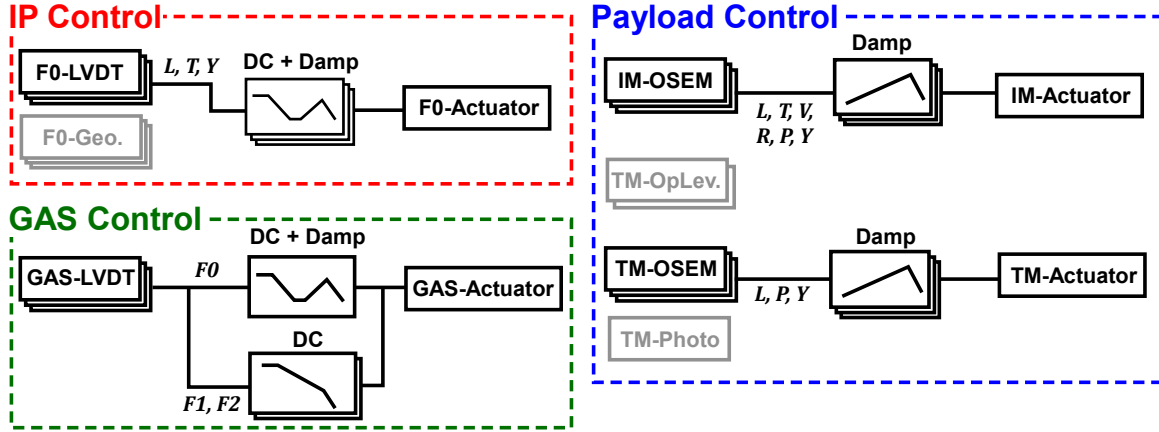 IP Control
F0-LVDT
L, T, Y
DC + Damp
F0-Actuator
F0-Geo.
GAS Control
GAS-LVDT
F0
DC + Damp
GAS-Actuator
DC
F1, F2
Payload Control
IM-OSEM
L, T, V,
R, P, Y
Damp
IM-Actuator
TM-OpLev.
TM-OSEM
L, P, Y
Damp
TM-Actuator
TM-Photo